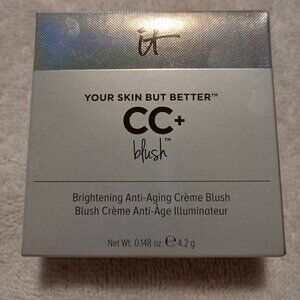 it
YOUR SKIN BUT BETTER™
CC+
blush™
Brightening Anti-Aging Crème Blush
Blush Crème Anti-Âge Illuminateur
Net Wt. 0.148 oz. ℮ 4.2 g